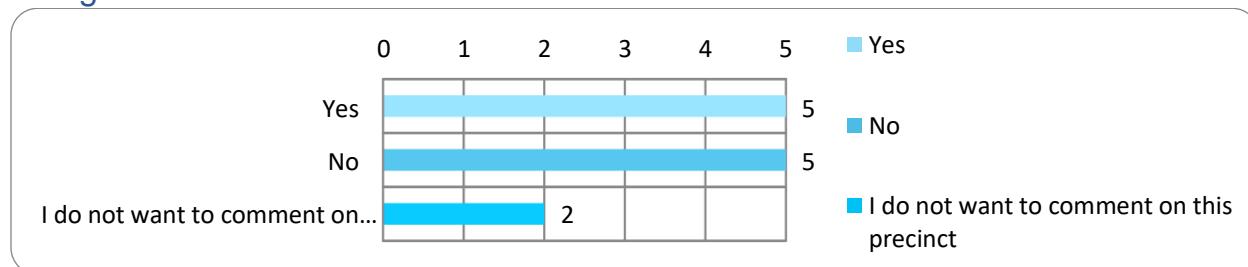 0 1 2 3 4 5
Yes 5
No 5
I do not want to comment on... 2
Yes
No
I do not want to comment on this
precinct